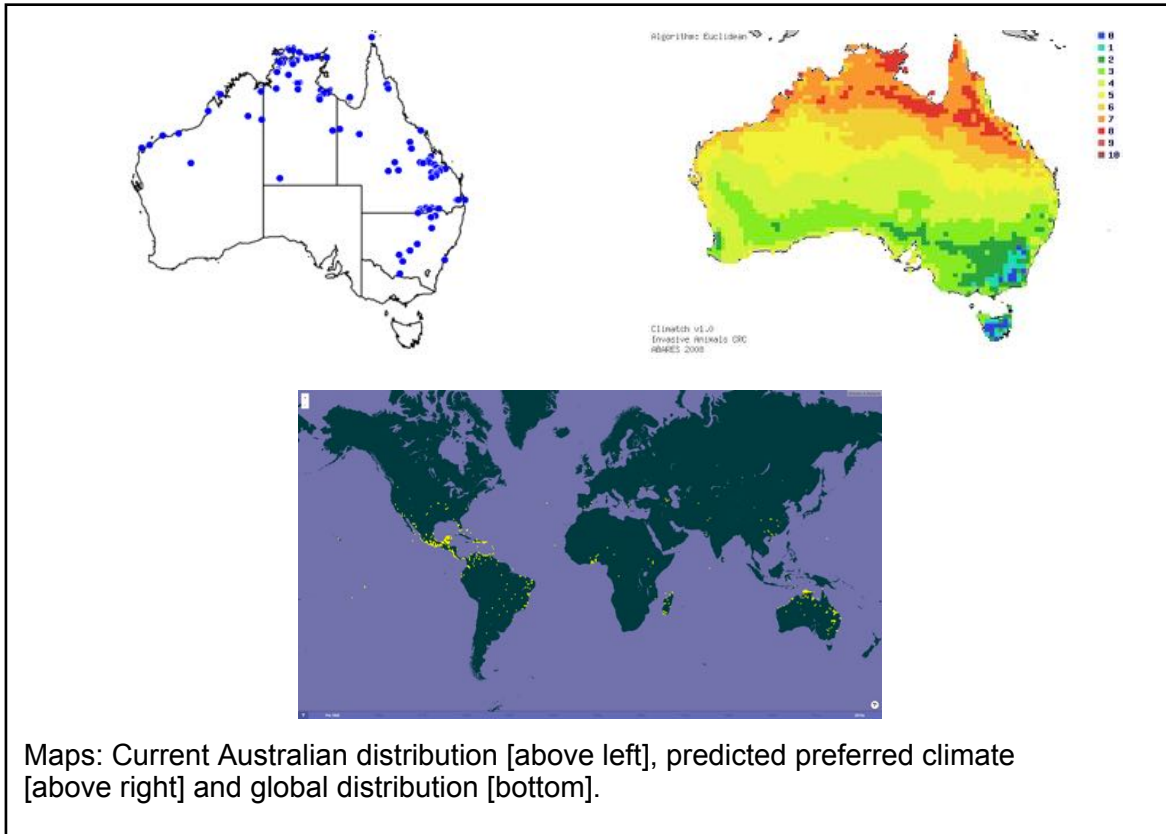 Algorithm: Euclidean
0
1
2
3
4
5
6
7
8
9
10
Climatch v1.0
Invasive Animals CRC
ABARES 2008
Maps: Current Australian distribution [above left], predicted preferred climate
[above right] and global distribution [bottom].